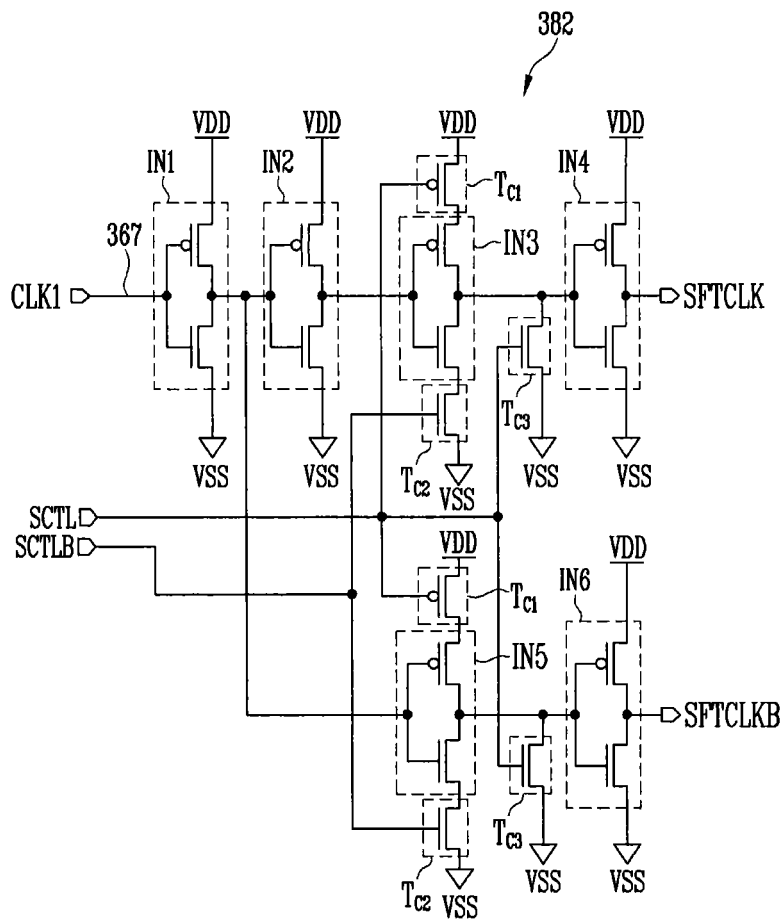 382
VDD
VDD
VDD
VDD
IN1
IN2
TC1
IN4
IN3
367
CLK1
SFTCLK
TC3
TC2
VSS
VSS
VSS
VSS
VSS
SCTL
SCTLB
VDD
VDD
TC1
IN6
IN5
SFTCLKB
TC3
TC2
VSS
VSS
VSS